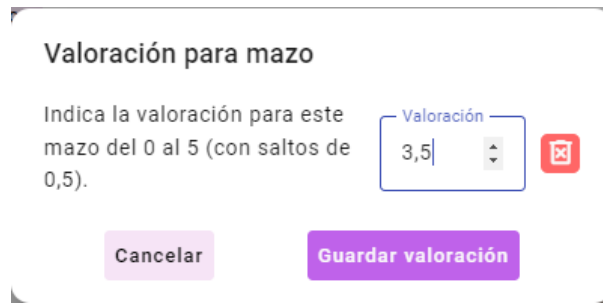 Valoración para mazo
Indica la valoración para este
mazo del 0 al 5 (con saltos de
0,5).
Valoración
3,5
Cancelar
Guardar valoración